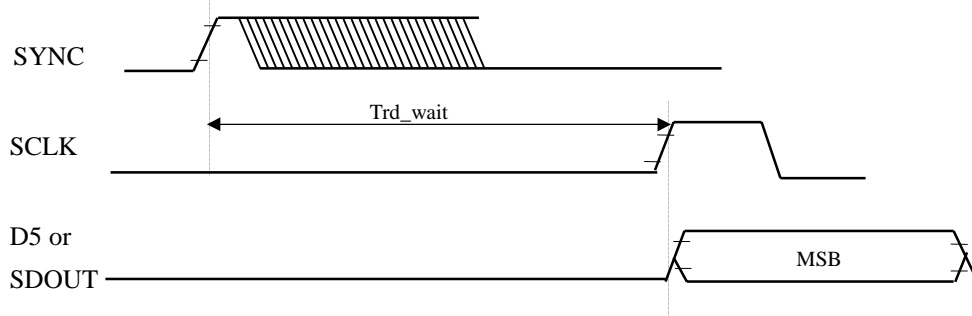 SYNC
Trd_wait
SCLK
D5 or
MSB
SDOUT